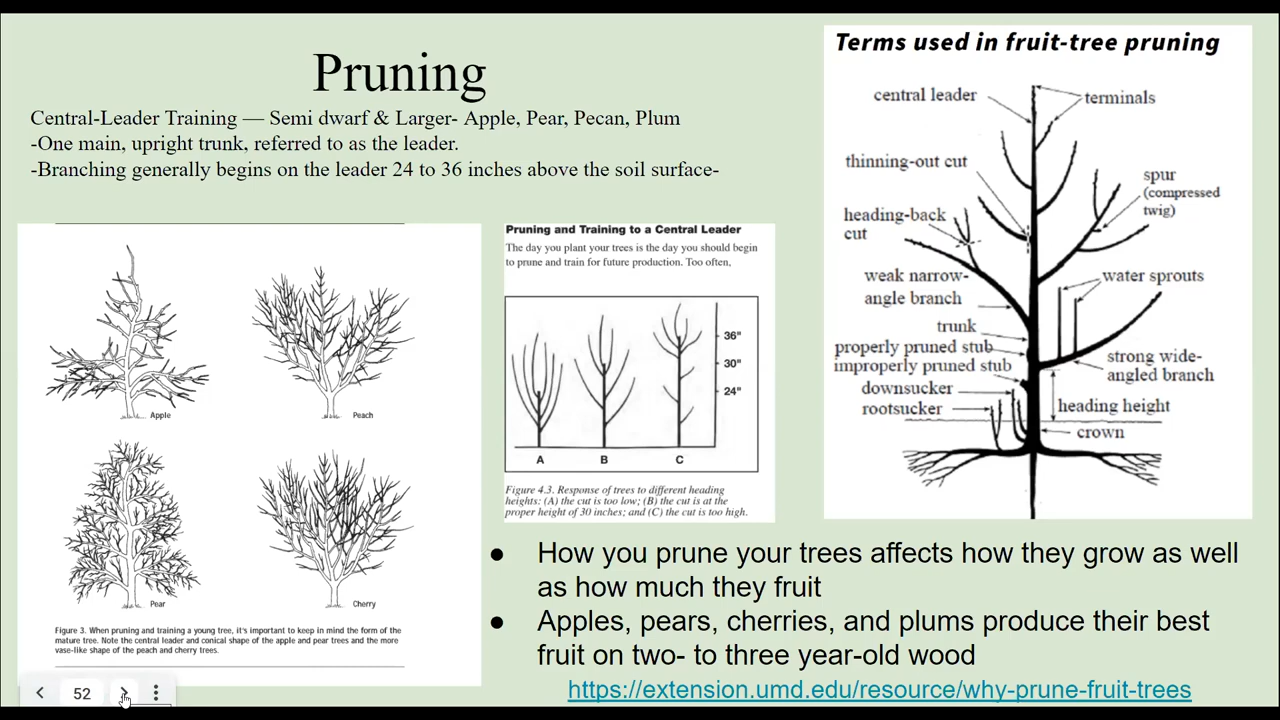 Pruning
Central-Leader Training — Semi dwarf & Larger- Apple, Pear, Pecan, Plum
-One main, upright trunk, referred to as the leader.
-Branching generally begins on the leader 24 to 36 inches above the soil surface-
Apple
Peach
Pear
Cherry
Figure 3. When pruning and training a young tree, it's important to keep in mind the form of the
mature tree. Note the central leader and conical shape of the apple and pear trees and the more
vase-like shape of the peach and cherry trees.
Pruning and Training to a Central Leader
The day you plant your trees is the day you should begin
to prune and train for future production. Too often,
36"
30"
24"
A
B
C
Figure 4.3. Response of trees to different heading
heights: (A) the cut is too low; (B) the cut is at the
proper height of 30 inches; and (C) the cut is too high.
Terms used in fruit-tree pruning
central leader
terminals
thinning-out cut
spur
(compressed
twig)
heading-back
cut
weak narrow-
angle branch
water sprouts
trunk
properly pruned stub
improperly pruned stub
strong wide-
angled branch
downsucker
rootsucker
heading height
crown
● How you prune your trees affects how they grow as well
as how much they fruit
● Apples, pears, cherries, and plums produce their best
fruit on two- to three year-old wood
https://extension.umd.edu/resource/why-prune-fruit-trees
52